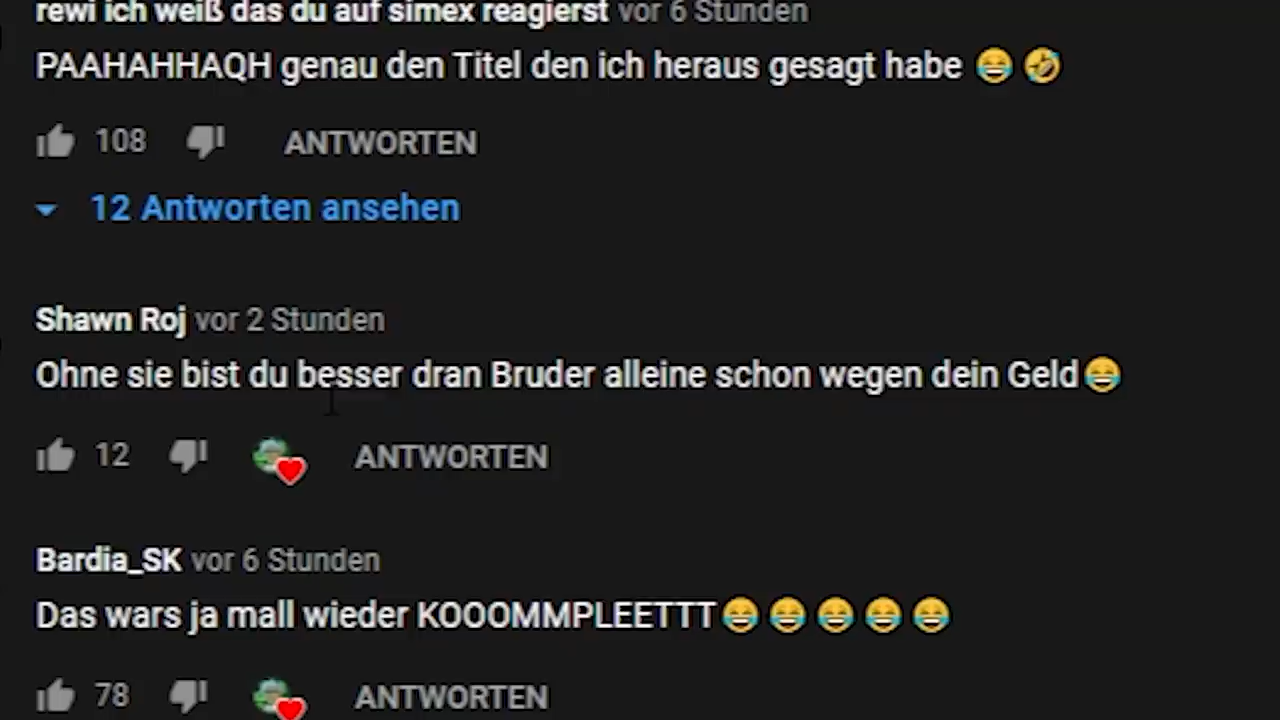 rewi ich weiß das du auf simex reagierst vor 6 Stunden
PAAHAHHAQH genau den Titel den ich heraus gesagt habe 😂 🤣
108 ANTWORTEN
12 Antworten ansehen
Shawn Roj vor 2 Stunden
Ohne sie bist du besser dran Bruder alleine schon wegen dein Geld😂
12 ANTWORTEN
Bardia_SK vor 6 Stunden
Das wars ja mall wieder KOOOMMPLEETTT😂😂😂😂😂
78 ANTWORTEN